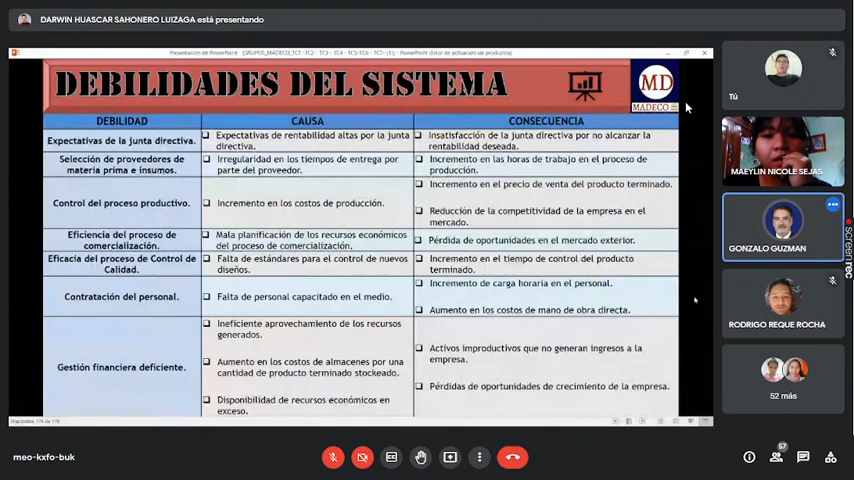 DARWIN HUASCAR SAHONERO LUIZAGA está presentando
DEBILIDADES DEL SISTEMA
MD
MADECO
DEBILIDAD
CAUSA
CONSECUENCIA
Expectativas de la junta directiva.
Expectativas de rentabilidad altas por la junta
directiva.
Insatisfacción de la junta directiva por no alcanzar la
rentabilidad deseada.
Selección de proveedores de
materia prima e insumos.
Irregularidad en los tiempos de entrega por
parte del proveedor.
Incremento en las horas de trabajo en el proceso de
producción.
Control del proceso productivo.
Incremento en los costos de producción.
Incremento en el precio de venta del producto terminado.
Reducción de la competitividad de la empresa en el
mercado.
Eficiencia del proceso de
comercialización.
Mala planificación de los recursos económicos
del proceso de comercialización.
Pérdida de oportunidades en el mercado exterior.
Eficacia del proceso de Control de
Calidad.
Falta de estándares para el control de nuevos
diseños.
Incremento en el tiempo de control del producto
terminado.
Contratación del personal.
Falta de personal capacitado en el medio.
Incremento de carga horaria en el personal.
Aumento en los costos de mano de obra directa.
Gestión financiera deficiente.
Ineficiente aprovechamiento de los recursos
generados.
Aumento en los costos de almacenes por una
cantidad de producto terminado stockeado.
Disponibilidad de recursos económicos en
exceso.
Activos improductivos que no generan ingresos a la
empresa.
Pérdidas de oportunidades de crecimiento de la empresa.
Tú
MAEYLIN NICOLE SEJAS
GONZALO GUZMAN
RODRIGO REQUE ROCHA
52 más
screen rec
meo-kxfo-buk
57